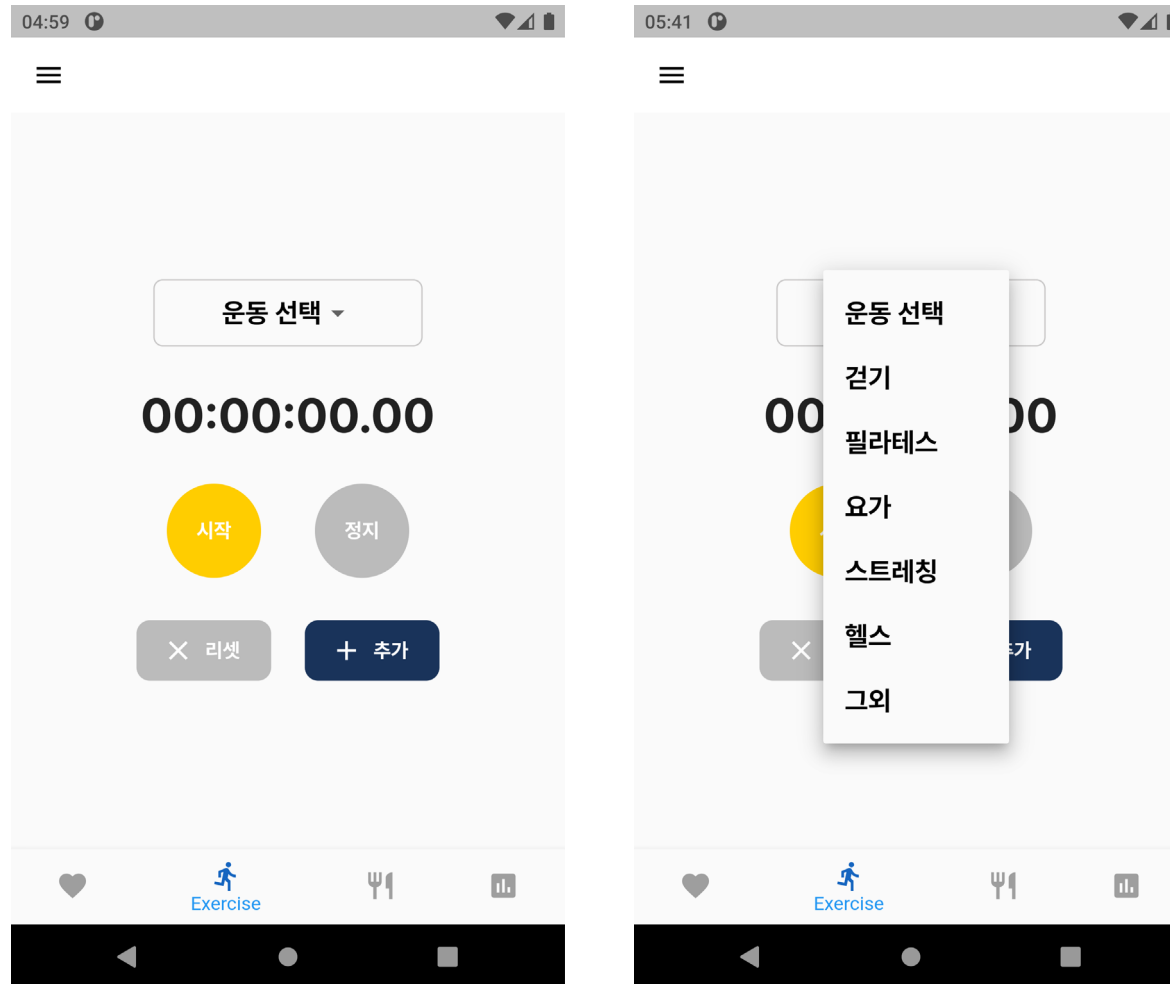 04:59
운동 선택
00:00:00.00
시작
정지
리셋
추가
Exercise
05:41
운동 선택
걷기
필라테스
요가
스트레칭
헬스
그외
00
00
가
Exercise